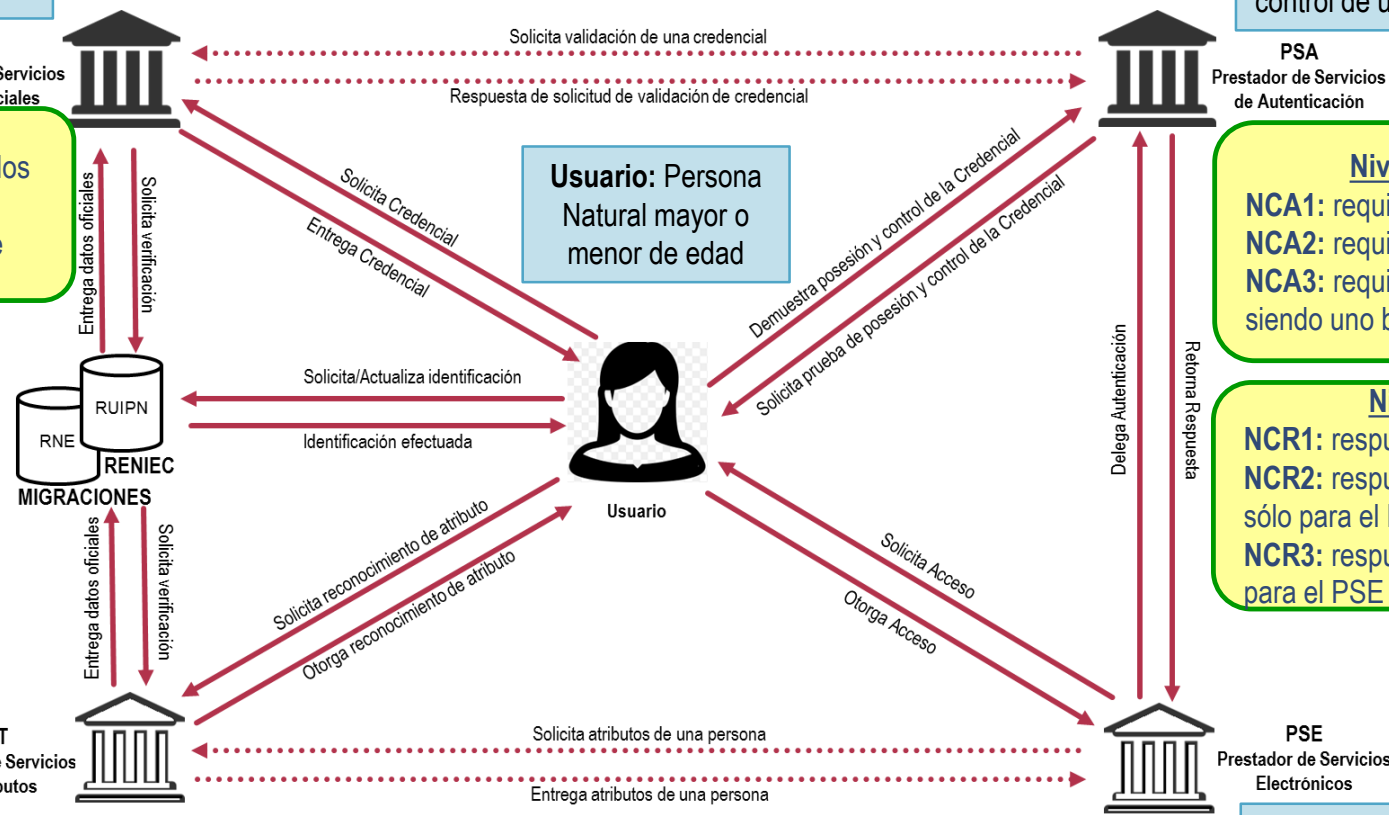 control de u
Servicios
ciales
Solicita validación de una credencial
Respuesta de solicitud de validación de credencial
PSA
Prestador de Servicios
de Autenticación
los
e
Entrega datos oficiales
Solicita verificación
Solicita Credencial
Entrega Credencial
Usuario: Persona
Natural mayor o
menor de edad
Demuestra posesión y control de la Credencial
Solicita prueba de posesión y control de la Credencial
Niv
NCA1: requi
NCA2: requi
NCA3: requi
siendo uno b
RUIPN
RNE
RENIEC
MIGRACIONES
Solicita/Actualiza identificación
Identificación efectuada
Usuario
Delega Autenticación
Retorna Respuesta
N
NCR1: respu
NCR2: respu
sólo para el
NCR3: respu
para el PSE
Entrega datos oficiales
Solicita verificación
Solicita reconocimiento de atributo
Otorga reconocimiento de atributo
Solicita Acceso
Otorga Acceso
T
e Servicios
butos
Solicita atributos de una persona
Entrega atributos de una persona
PSE
Prestador de Servicios
Electrónicos